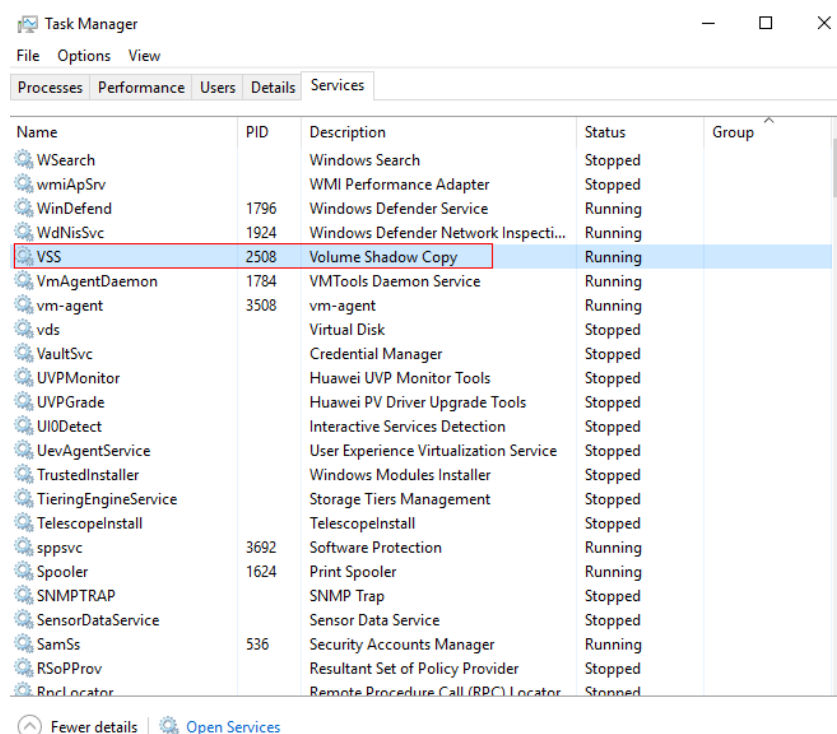 Task Manager
File Options View
Processes Performance Users Details Services
Name PID Description Status Group
WSearch Windows Search Stopped
wmiApSrv WMI Performance Adapter Stopped
WinDefend 1796 Windows Defender Service Running
WdNisSvc 1924 Windows Defender Network Inspecti... Running
VSS 2508 Volume Shadow Copy Running
VmAgentDaemon 1784 VMTools Daemon Service Running
vm-agent 3508 vm-agent Running
vds Virtual Disk Stopped
VaultSvc Credential Manager Stopped
UVPMonitor Huawei UVP Monitor Tools Stopped
UVPGrade Huawei PV Driver Upgrade Tools Stopped
UI0Detect Interactive Services Detection Stopped
UevAgentService User Experience Virtualization Service Stopped
TrustedInstaller Windows Modules Installer Stopped
TieringEngineService Storage Tiers Management Stopped
TelescopeInstall TelescopeInstall Stopped
sppsvc 3692 Software Protection Running
Spooler 1624 Print Spooler Running
SNMPTRAP SNMP Trap Stopped
SensorDataService Sensor Data Service Stopped
SamSs 536 Security Accounts Manager Running
RSoPProv Resultant Set of Policy Provider Stopped
RpcLocator Remote Procedure Call (RPC) Locator Stopped
Fewer details Open Services